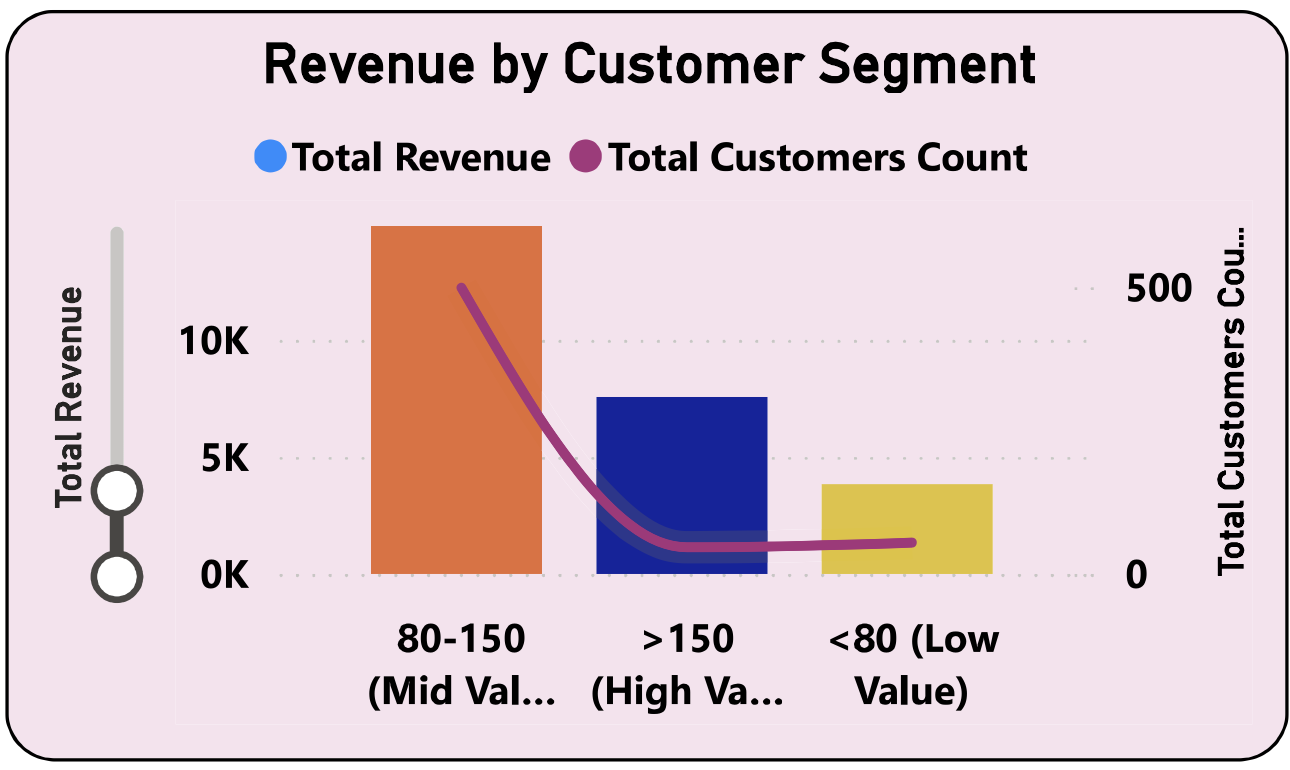 Revenue by Customer Segment
Total Revenue
Total Customers Count
Total Revenue
10K
5K
0K
500
0
Total Customers Cou...
80-150
(Mid Val...
>150
(High Va...
<80 (Low
Value)